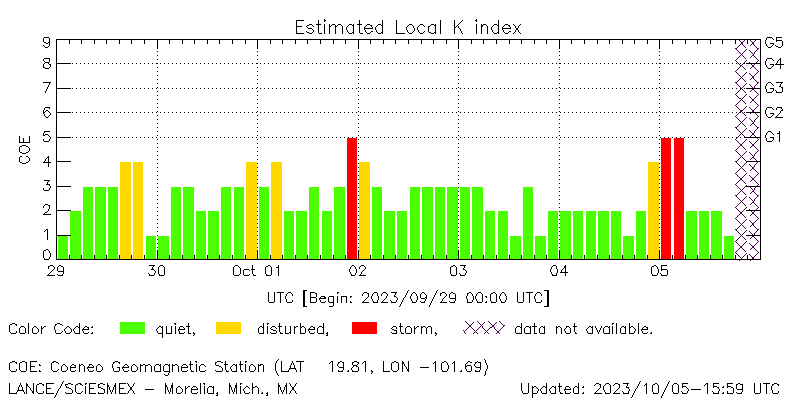 Estimated Local K index
9
8
7
6
5
4
3
2
1
0
COE
G5
G4
G3
G2
G1
29 30 Oct 01 02 03 04 05
UTC [Begin: 2023/09/29 00:00 UTC]
Color Code: quiet, disturbed, storm, data not available.
COE: Coeneo Geomagnetic Station (LAT 19.81, LON -101.69)
LANCE/SCiESMEX - Morelia, Mich., MX Updated: 2023/10/05-15:59 UTC